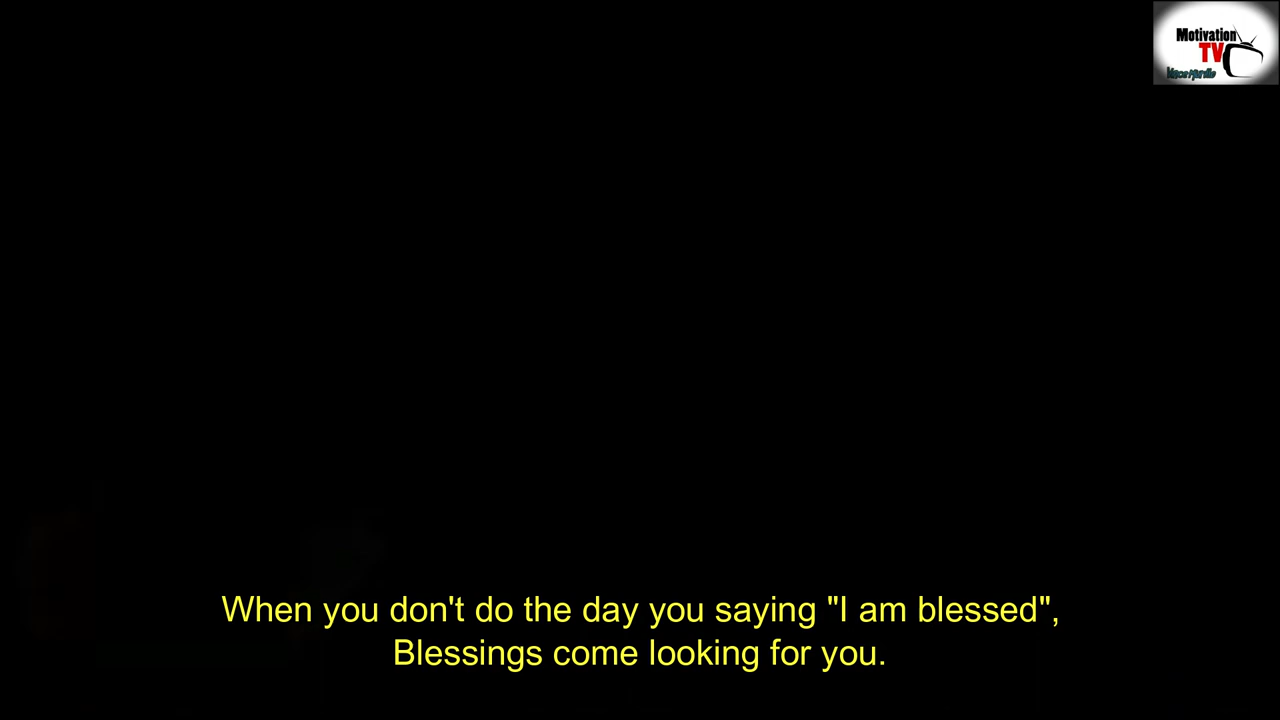 Motivation
TV
When you don't do the day you saying "I am blessed",
Blessings come looking for you.